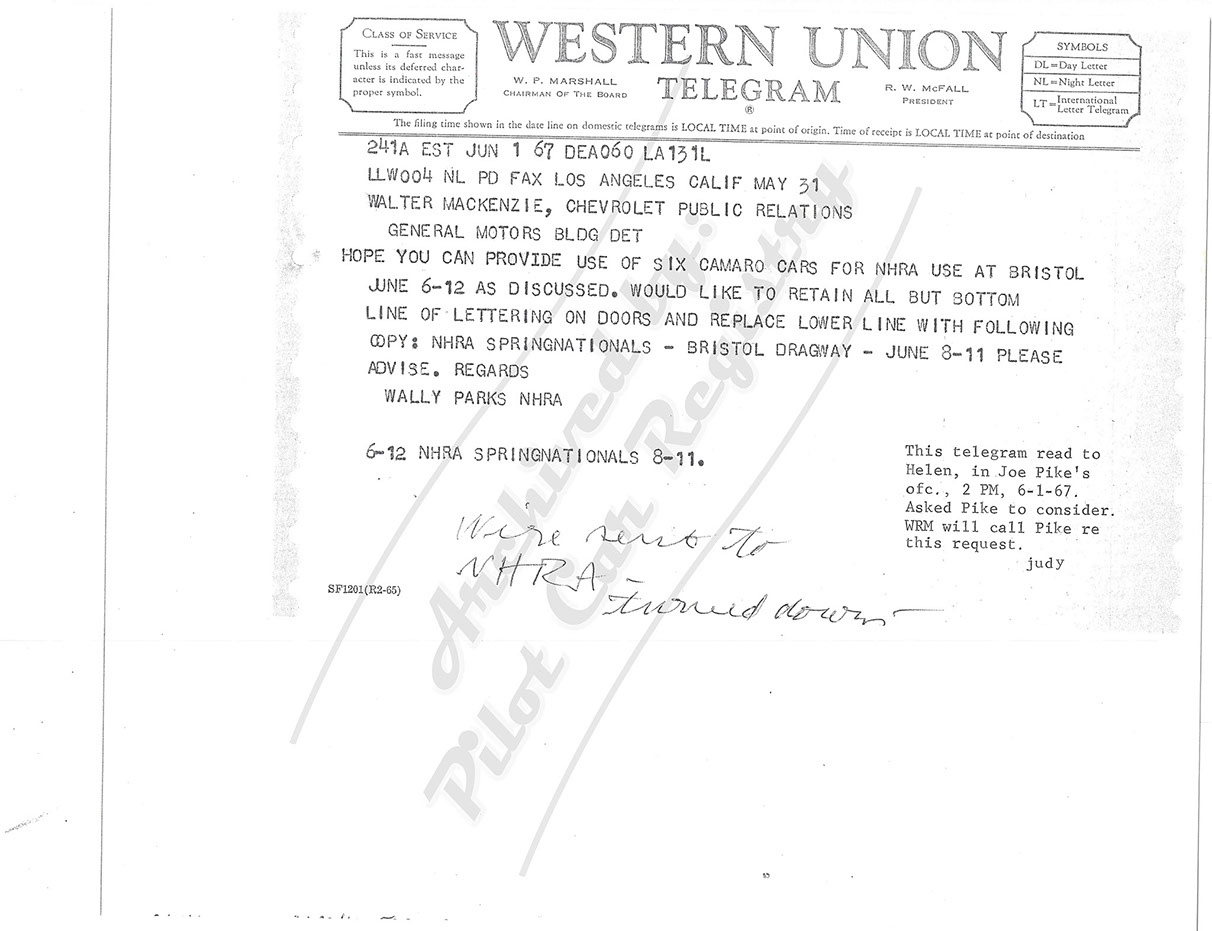 CLASS OF SERVICE
This is a fast message
unless its deferred char-
acter is indicated by the
proper symbol.
WESTERN UNION
TELEGRAM
®
W. P. MARSHALL
CHAIRMAN OF THE BOARD
R. W. McFALL
PRESIDENT
SYMBOLS
DL=Day Letter
NL=Night Letter
LT=International Letter Telegram
The filing time shown in the date line on domestic telegrams is LOCAL TIME at point of origin. Time of receipt is LOCAL TIME at point of destination
241A EST JUN 1 67 DEA060 LA131L
LLW004 NL PD FAX LOS ANGELES CALIF MAY 31
WALTER MACKENZIE, CHEVROLET PUBLIC RELATIONS
GENERAL MOTORS BLDG DET
HOPE YOU CAN PROVIDE USE OF SIX CAMARO CARS FOR NHRA USE AT BRISTOL
JUNE 6-12 AS DISCUSSED. WOULD LIKE TO RETAIN ALL BUT BOTTOM
LINE OF LETTERING ON DOORS AND REPLACE LOWER LINE WITH FOLLOWING
COPY: NHRA SPRINGNATIONALS - BRISTOL DRAGWAY - JUNE 8-11 PLEASE
ADVISE. REGARDS
WALLY PARKS NHRA
6-12 NHRA SPRINGNATIONALS 8-11.
This telegram read to
Helen, in Joe Pike's
ofc., 2 PM, 6-1-67.
Asked Pike to consider.
WRM will call Pike re
this request.
judy
Wire sent to
NHRA -
turned down -
SF1201(R2-65)
Archived by:
Pilot Car Registry